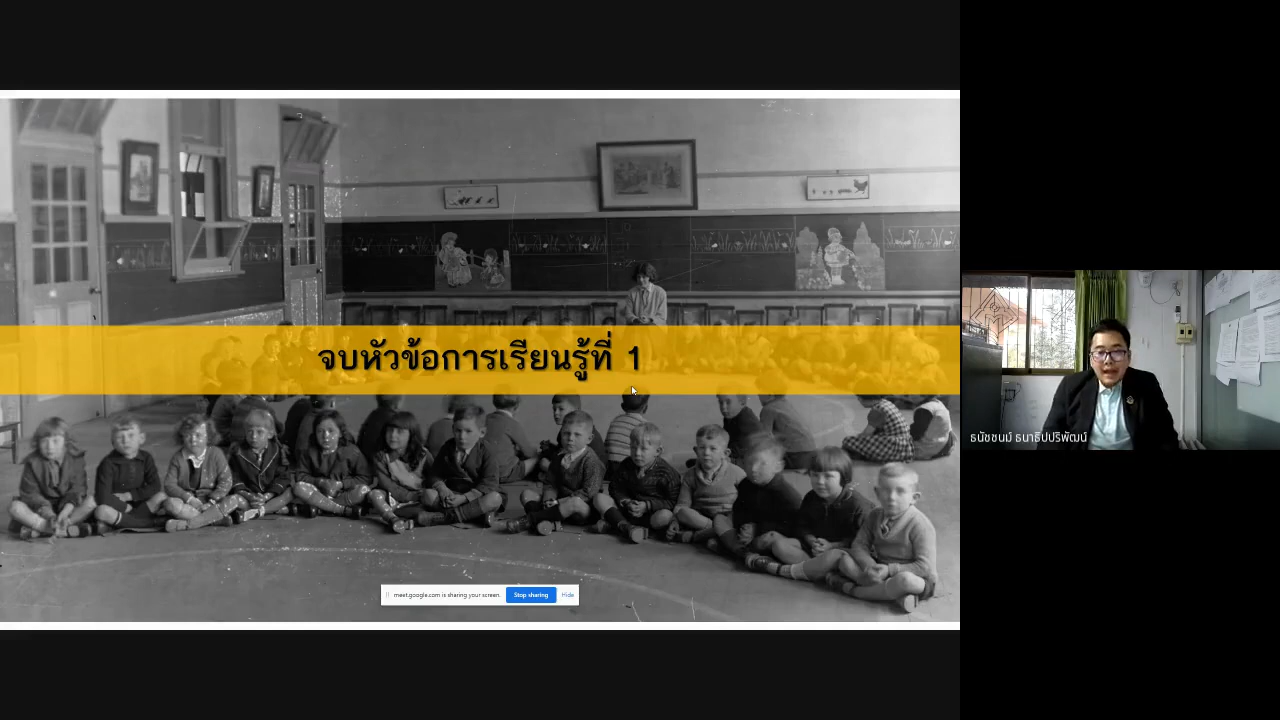 จบหัวข้อการเรียนรู้ที่ 1
ธนัชชนม์ ธนาธิปปริพัฒน์
meet.google.com is sharing your screen.
Stop sharing
Hide